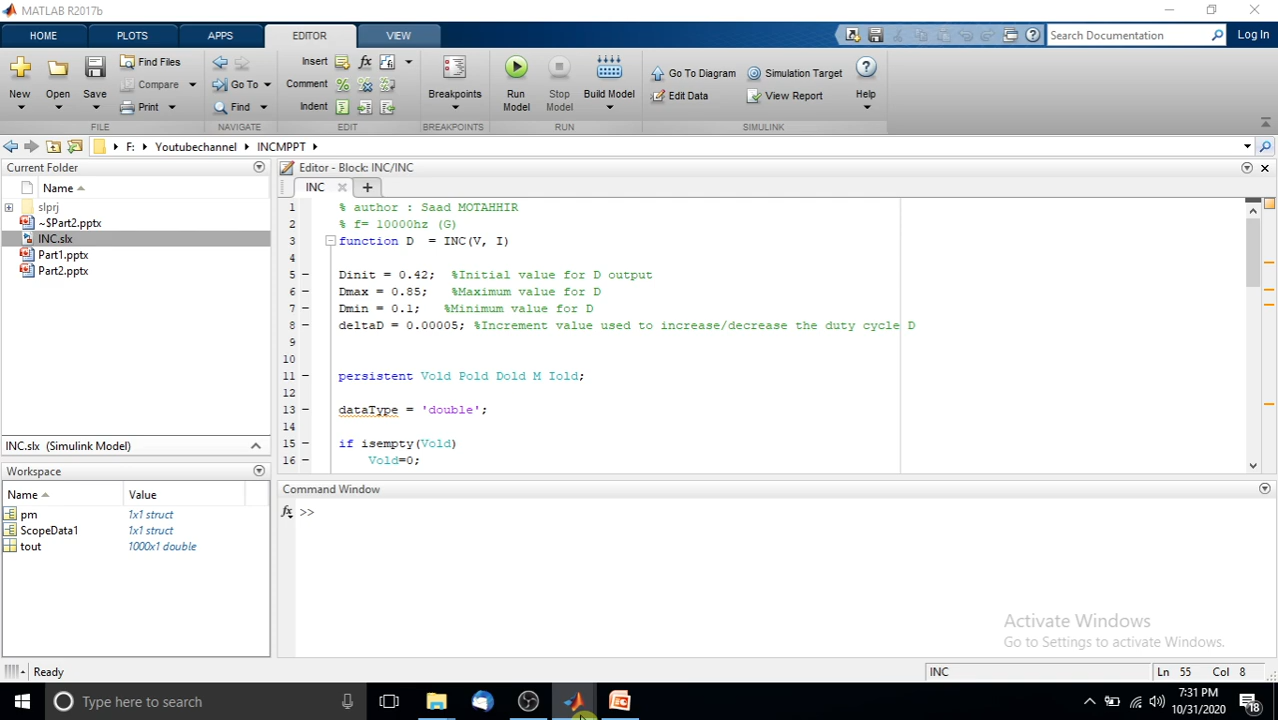 MATLAB R2017b
HOME PLOTS APPS EDITOR VIEW Search Documentation Log In
New Open Save Find Files Compare Print Go To Find Insert Comment Indent Breakpoints Run Model Stop Model Build Model Go To Diagram Edit Data Simulation Target View Report Help
FILE NAVIGATE EDIT BREAKPOINTS RUN SIMULINK
F: Youtubechannel INCMPPT
Current Folder
Name
slprj
~$Part2.pptx
INC.slx
Part1.pptx
Part2.pptx
INC.slx (Simulink Model)
Workspace
Name Value
pm 1x1 struct
ScopeData1 1x1 struct
tout 1000x1 double
Editor - Block: INC/INC
INC
1 % author : Saad MOTAHHIR
2 % f= 10000hz (G)
3 function D = INC(V, I)
4
5 Dinit = 0.42; %Initial value for D output
6 Dmax = 0.85; %Maximum value for D
7 Dmin = 0.1; %Minimum value for D
8 deltaD = 0.00005; %Increment value used to increase/decrease the duty cycle D
9
10
11 persistent Vold Pold Dold M Iold;
12
13 dataType = 'double';
14
15 if isempty(Vold)
16 Vold=0;
Command Window
fx >>
Activate Windows
Go to Settings to activate Windows.
Ready INC Ln 55 Col 8
Type here to search
7:31 PM
10/31/2020
18